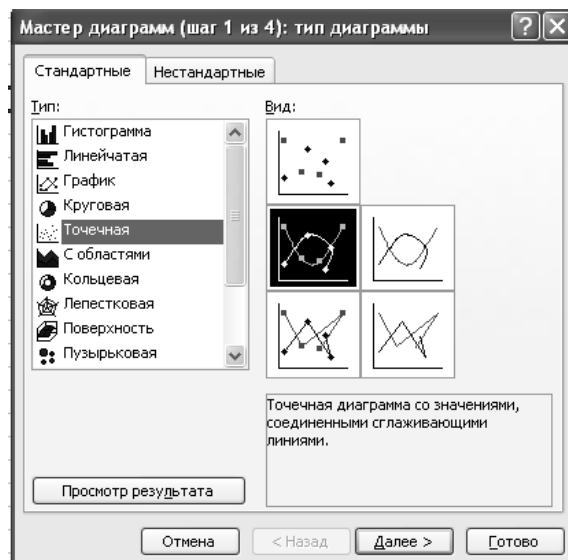 Мастер диаграмм (шаг 1 из 4): тип диаграммы
Стандартные
Нестандартные
Тип:
Гистограмма
Линейчатая
График
Круговая
Точечная
С областями
Кольцевая
Лепестковая
Поверхность
Пузырьковая
Вид:
Точечная диаграмма со значениями,
соединенными сглаживающими
линиями.
Просмотр результата
Отмена
< Назад
Далее >
Готово